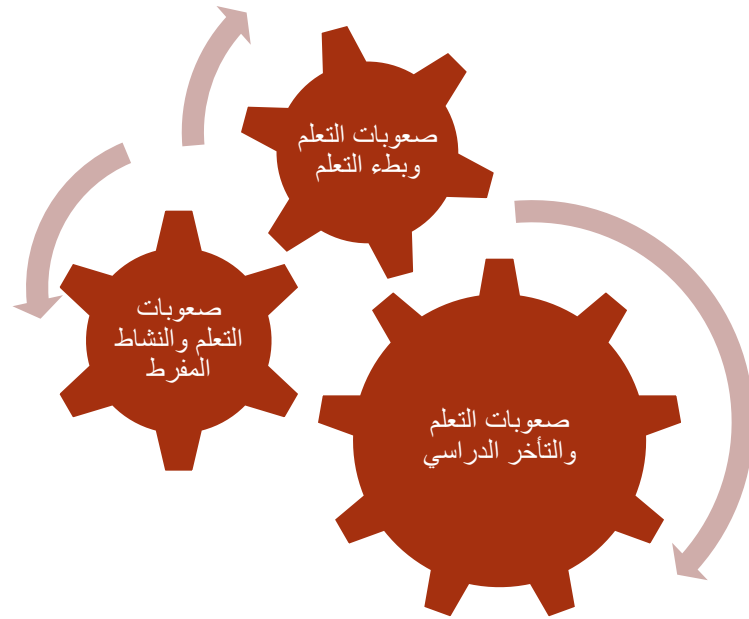 صعوبات التعلم
وبطء التعلم
صعوبات
التعلم والنشاط
المفرط
صعوبات التعلم
والتأخر الدراسي